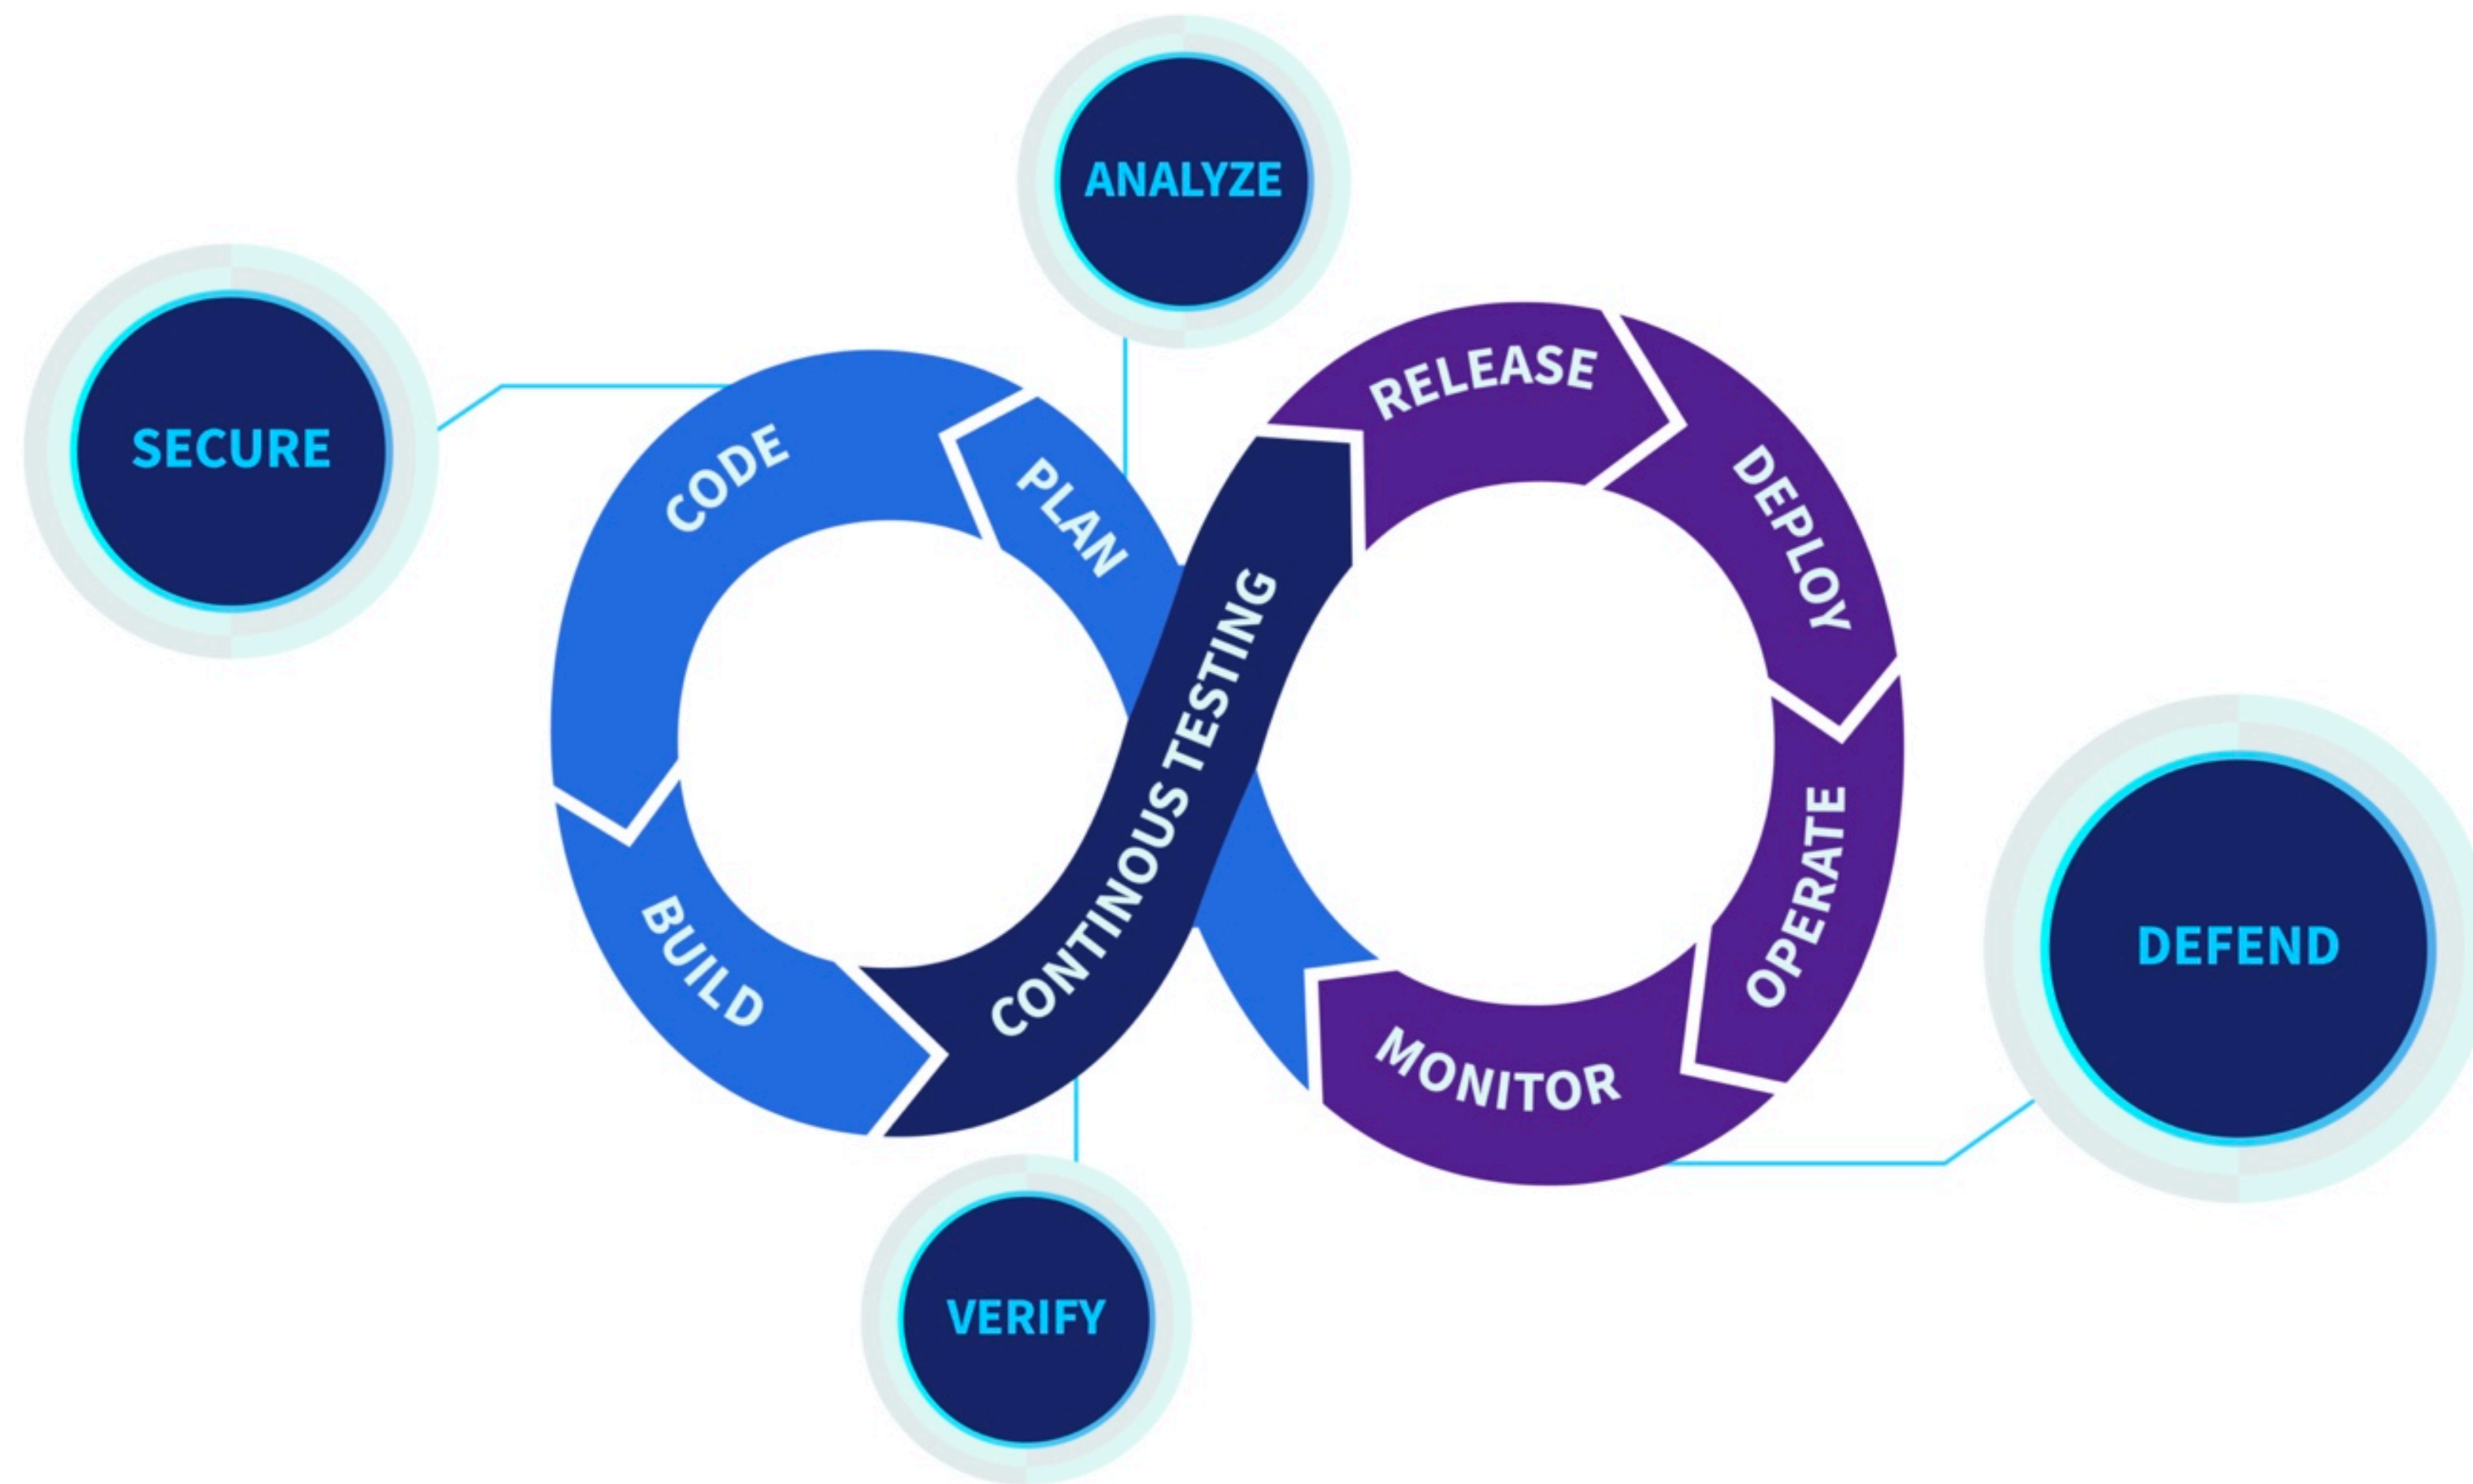 ANALYZE
SECURE
CODE
PLAN
RELEASE
DEPLOY
CONTINOUS TESTING
OPERATE
BUILD
MONITOR
DEFEND
VERIFY